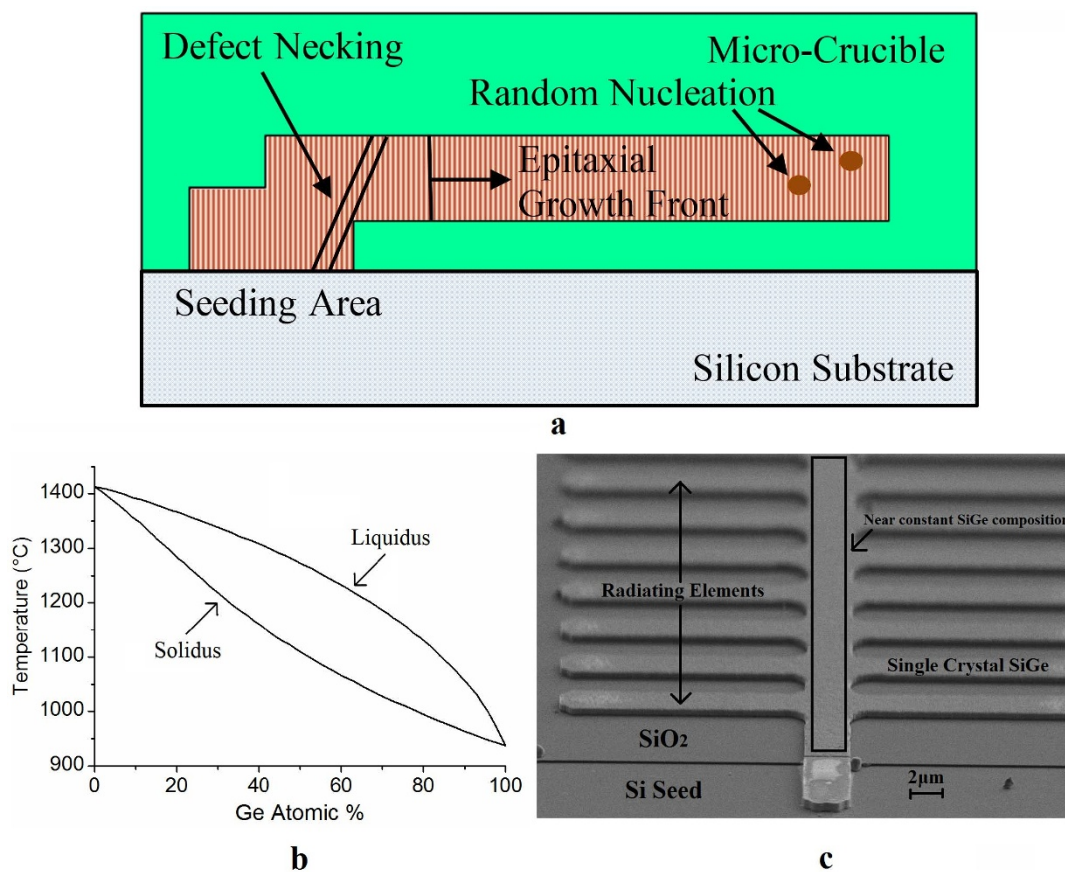 Defect Necking
Micro-Crucible
Random Nucleation
Epitaxial
Growth Front
Seeding Area
Silicon Substrate
a
1400
1300
1200
1100
1000
900
Temperature (°C)
Liquidus
Solidus
0
20
40
60
80
100
Ge Atomic %
b
Near constant SiGe composition
Radiating Elements
Single Crystal SiGe
SiO2
Si Seed
2μm
c